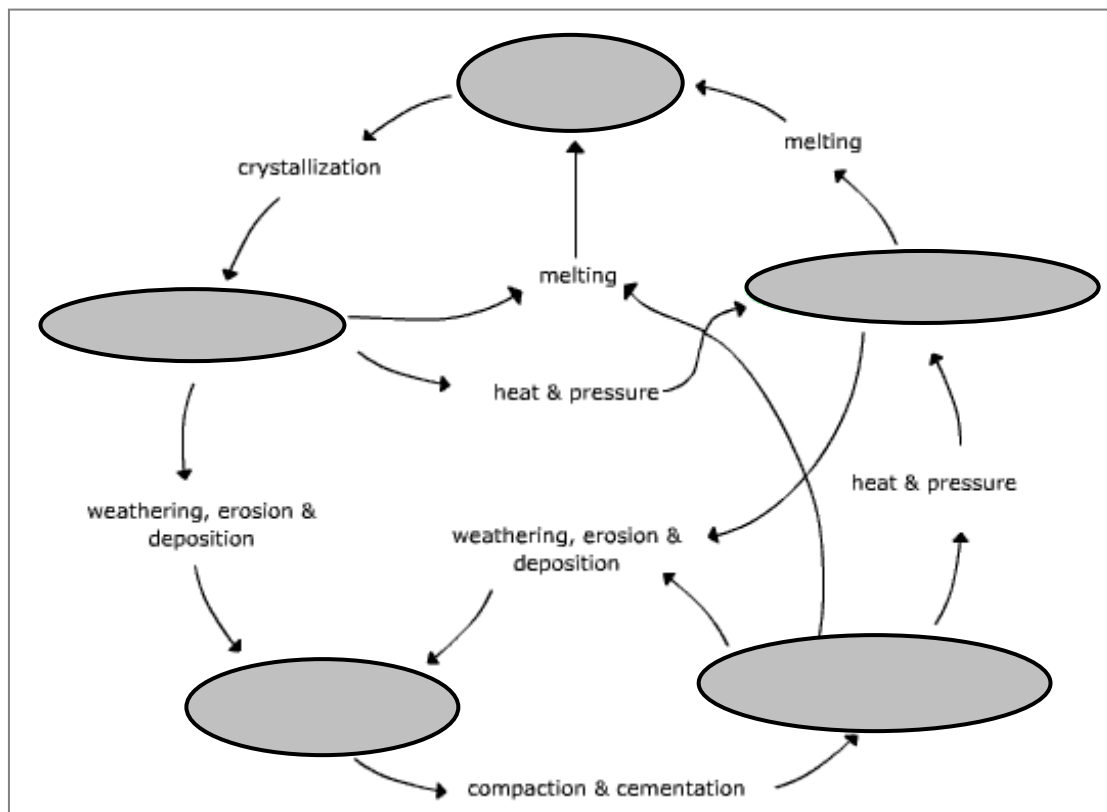 melting
crystallization
melting
heat & pressure
heat & pressure
weathering, erosion &
deposition
weathering, erosion &
deposition
compaction & cementation